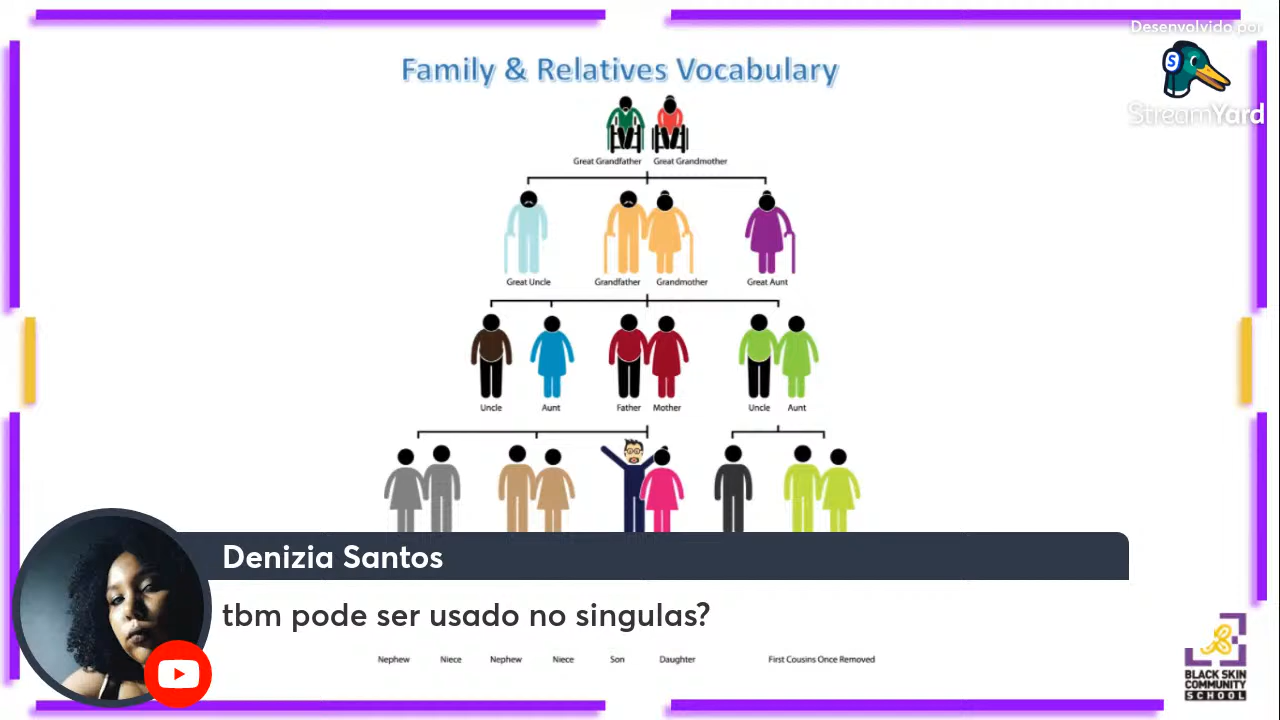 Desenvolvido por
StreamYard
Family & Relatives Vocabulary
Great Grandfather Great Grandmother
Great Uncle Grandfather Grandmother Great Aunt
Uncle Aunt Father Mother Uncle Aunt
Denizia Santos
tbm pode ser usado no singulas?
Nephew Niece Nephew Niece Son Daughter First Cousins Once Removed
BLACK SKIN
COMMUNITY
SCHOOL